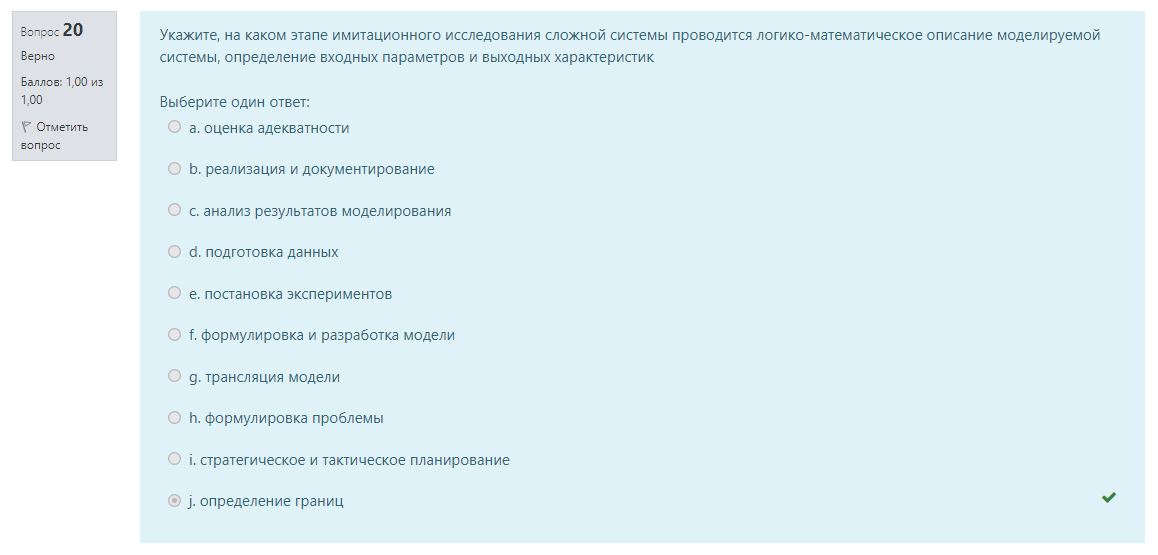 Вопрос 20
Верно
Баллов: 1,00 из
1,00
Отметить
вопрос
Укажите, на каком этапе имитационного исследования сложной системы проводится логико-математическое описание моделируемой
системы, определение входных параметров и выходных характеристик
Выберите один ответ:
a. оценка адекватности
b. реализация и документирование
c. анализ результатов моделирования
d. подготовка данных
e. постановка экспериментов
f. формулировка и разработка модели
g. трансляция модели
h. формулировка проблемы
i. стратегическое и тактическое планирование
j. определение границ